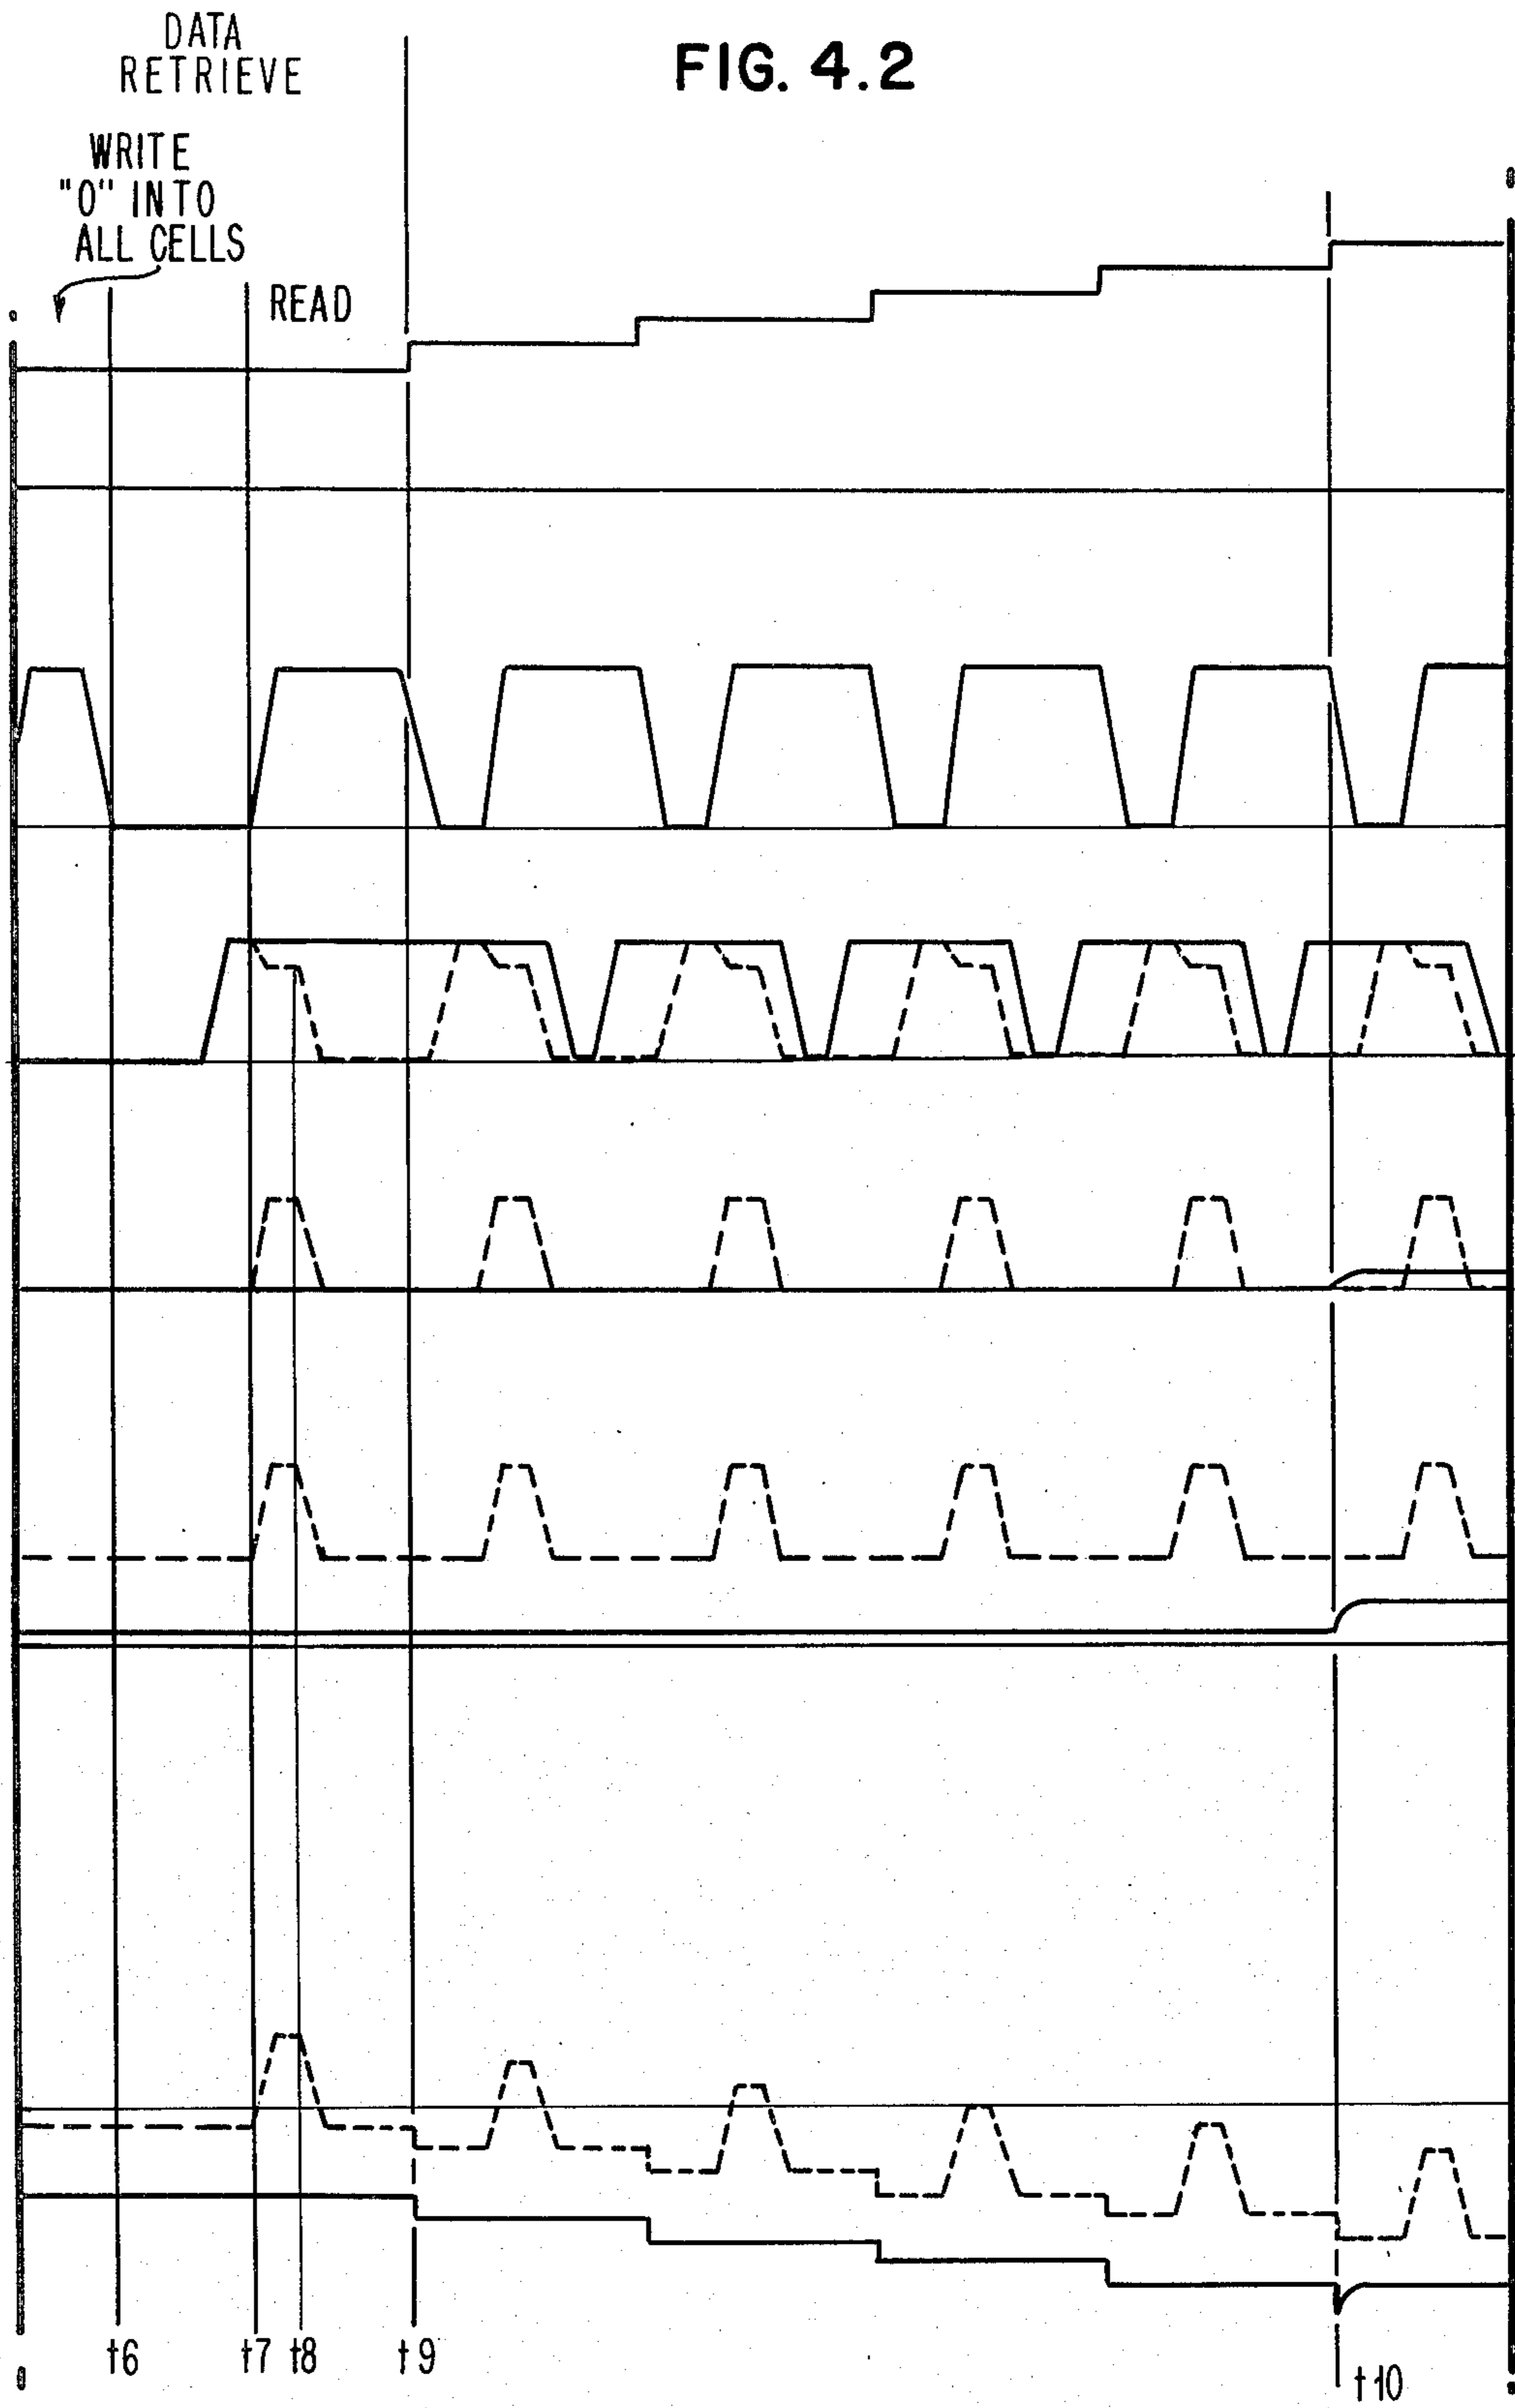 DATA
RETRIEVE
FIG. 4.2
WRITE
"0" INTO
ALL CELLS
READ
t6
t7
t8
t9
t10